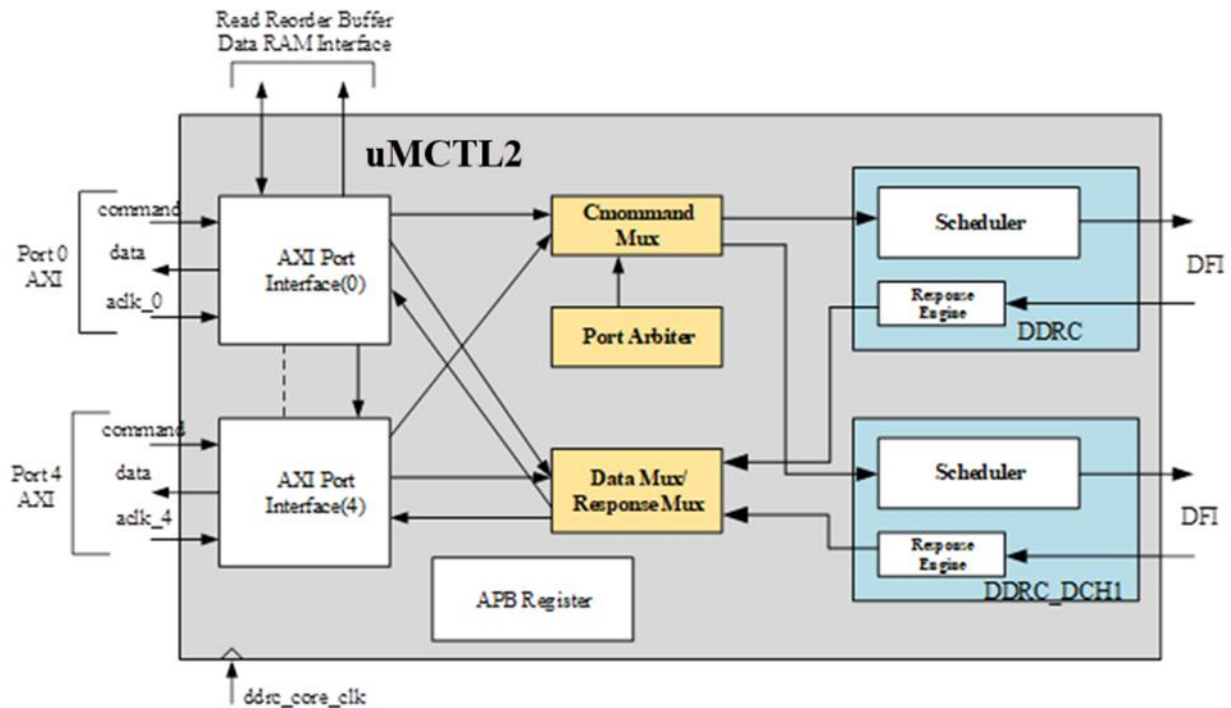 Read Reorder Buffer
Data RAM Interface
uMCTL2
command
Port 0
AXI
data
aclk_0
AXI Port
Interface(0)
Cmommand
Mux
Port Arbiter
Scheduler
Response
Engine
DDRC
DFI
command
Port 4
AXI
data
aclk_4
AXI Port
Interface(4)
Data Mux/
Response Mux
Scheduler
Response
Engine
DDRC_DCH1
DFI
APB Register
ddrc_core_clk